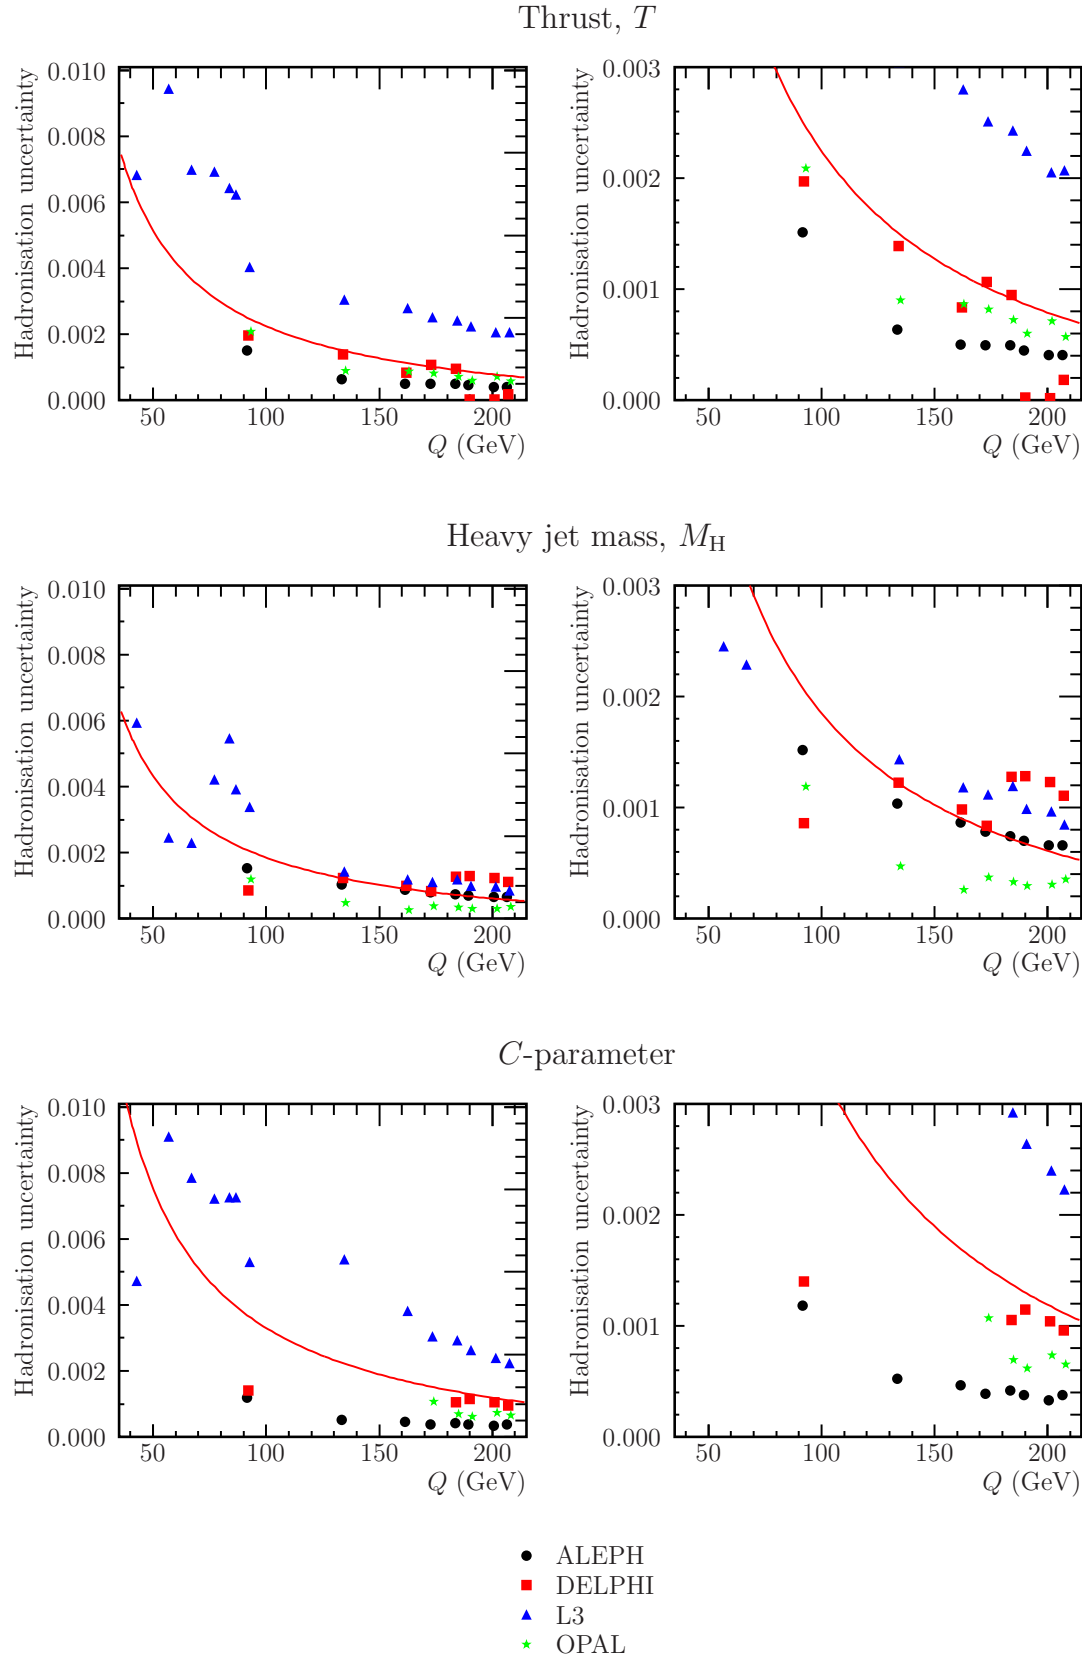 Thrust, T
Hadronisation uncertainty
0.010
0.008
0.006
0.004
0.002
0.000
50
100
150
200
Q (GeV)
Hadronisation uncertainty
0.003
0.002
0.001
0.000
50
100
150
200
Q (GeV)
Heavy jet mass, M_H
Hadronisation uncertainty
0.010
0.008
0.006
0.004
0.002
0.000
50
100
150
200
Q (GeV)
Hadronisation uncertainty
0.003
0.002
0.001
0.000
50
100
150
200
Q (GeV)
C-parameter
Hadronisation uncertainty
0.010
0.008
0.006
0.004
0.002
0.000
50
100
150
200
Q (GeV)
Hadronisation uncertainty
0.003
0.002
0.001
0.000
50
100
150
200
Q (GeV)
ALEPH
DELPHI
L3
OPAL